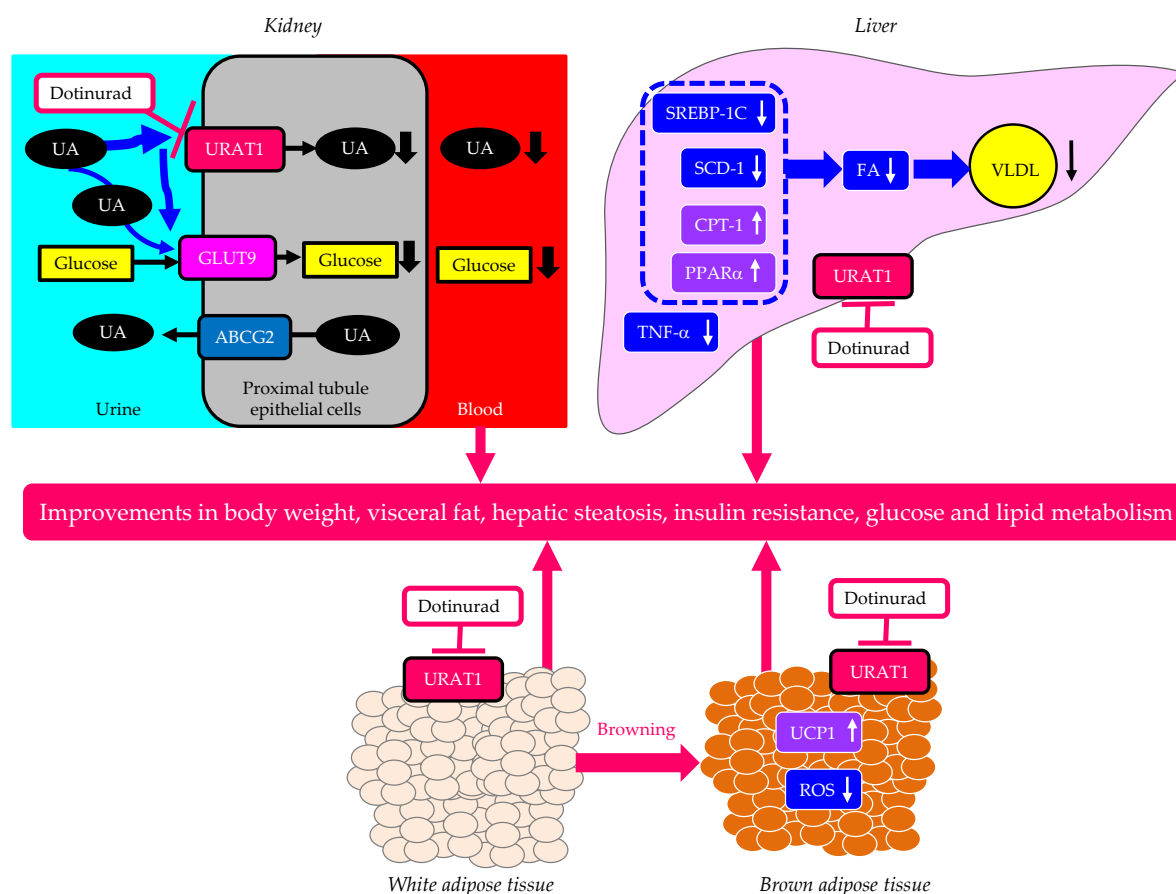 Kidney
Liver
Dotinurad
UA
URAT1
UA
UA
UA
Glucose
GLUT9
Glucose
Glucose
UA
ABCG2
UA
Proximal tubule
epithelial cells
Urine
Blood
SREBP-1C
SCD-1
FA
VLDL
CPT-1
PPARα
URAT1
TNF-α
Dotinurad
Improvements in body weight, visceral fat, hepatic steatosis, insulin resistance, glucose and lipid metabolism
Dotinurad
URAT1
Browning
Dotinurad
URAT1
UCP1
ROS
White adipose tissue
Brown adipose tissue